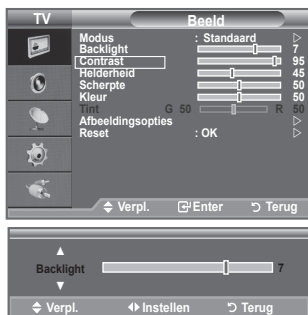 TV Beeld
Modus : Standaard
Backlight 7
Contrast 95
Helderheid 45
Scherpte 50
Kleur 50
Tint G 50 R 50
Afbeeldingsopties
Reset : OK
Verpl. Enter Terug
Backlight 7
Verpl. Instellen Terug